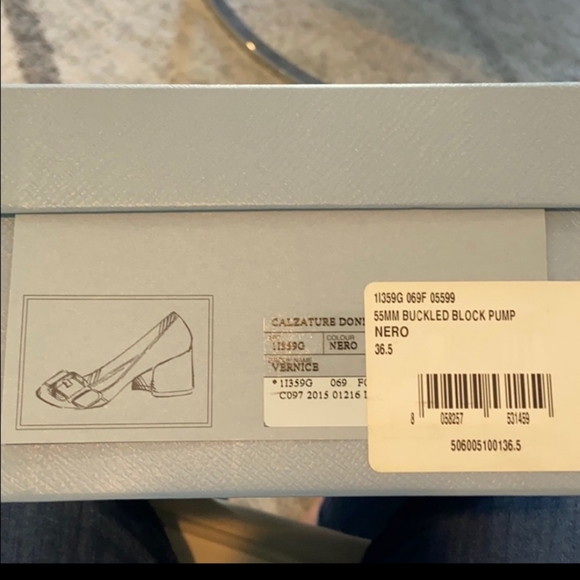 CALZATURE DON
1I359G
COLOUR
NERO
VERNICE
*1I359G 069
C097 2015 01216
1I359G 069F 05599
55MM BUCKLED BLOCK PUMP
NERO
36.5
8 058257 531459
506005100136.5